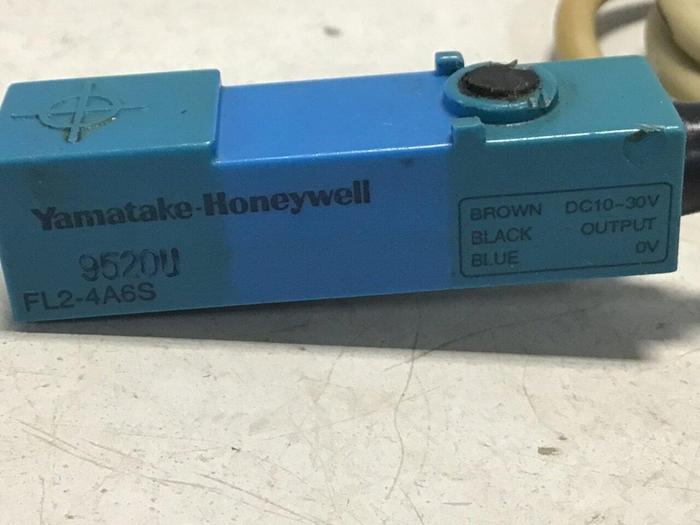 Yamatake-Honeywell
9520U
FL2-4A6S
BROWN DC10-30V
BLACK OUTPUT
BLUE 0V